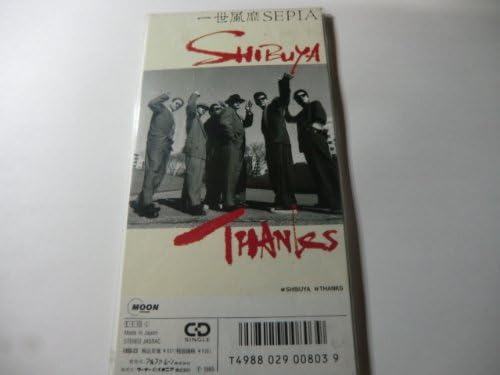 一世風靡SEPIA
SHIBUYA
THANKS
#SHIBUYA #THANKS
MOON
Made in Japan
STEREO JASRAC
CD
SINGLE
T4988 029 00803 9